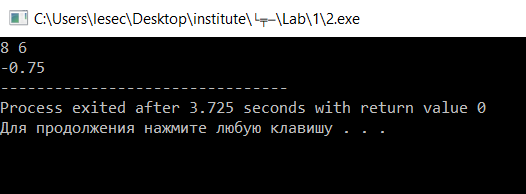 C:\Users\lesec\Desktop\institute\╘╤─\Lab\1\2.exe
8 6
-0.75
--------------------------------
Process exited after 3.725 seconds with return value 0
Для продолжения нажмите любую клавишу . . .